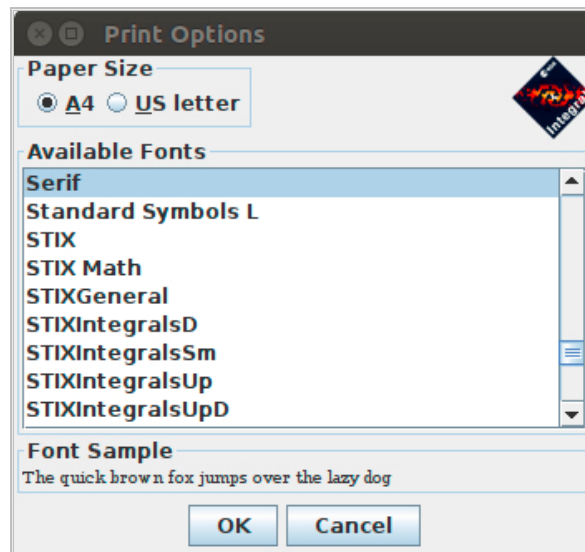 Print Options
Paper Size
A4 US letter
Integral
Available Fonts
Serif
Standard Symbols L
STIX
STIX Math
STIXGeneral
STIXIntegralsD
STIXIntegralsSm
STIXIntegralsUp
STIXIntegralsUpD
Font Sample
The quick brown fox jumps over the lazy dog
OK Cancel